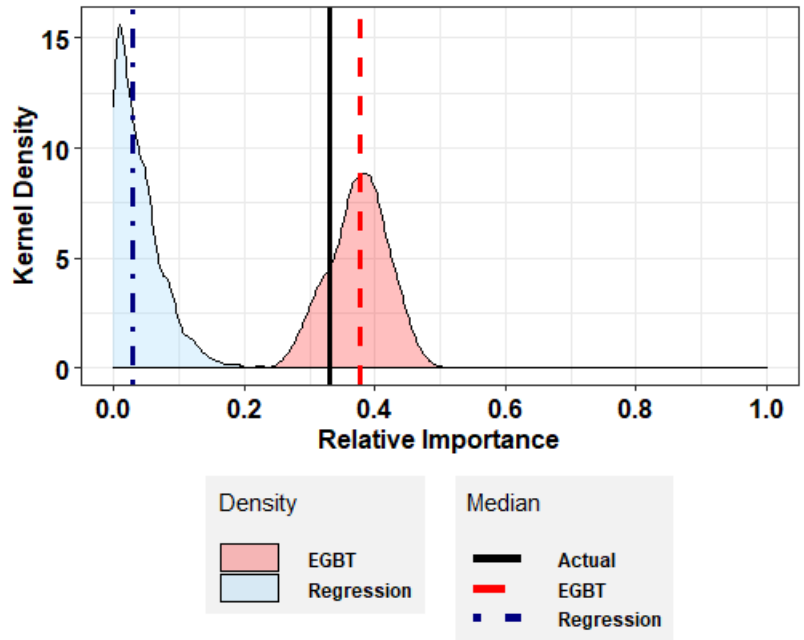 15
10
5
0
Kernel Density
0.0 0.2 0.4 0.6 0.8 1.0
Relative Importance
Density
EGBT
Regression
Median
Actual
EGBT
Regression